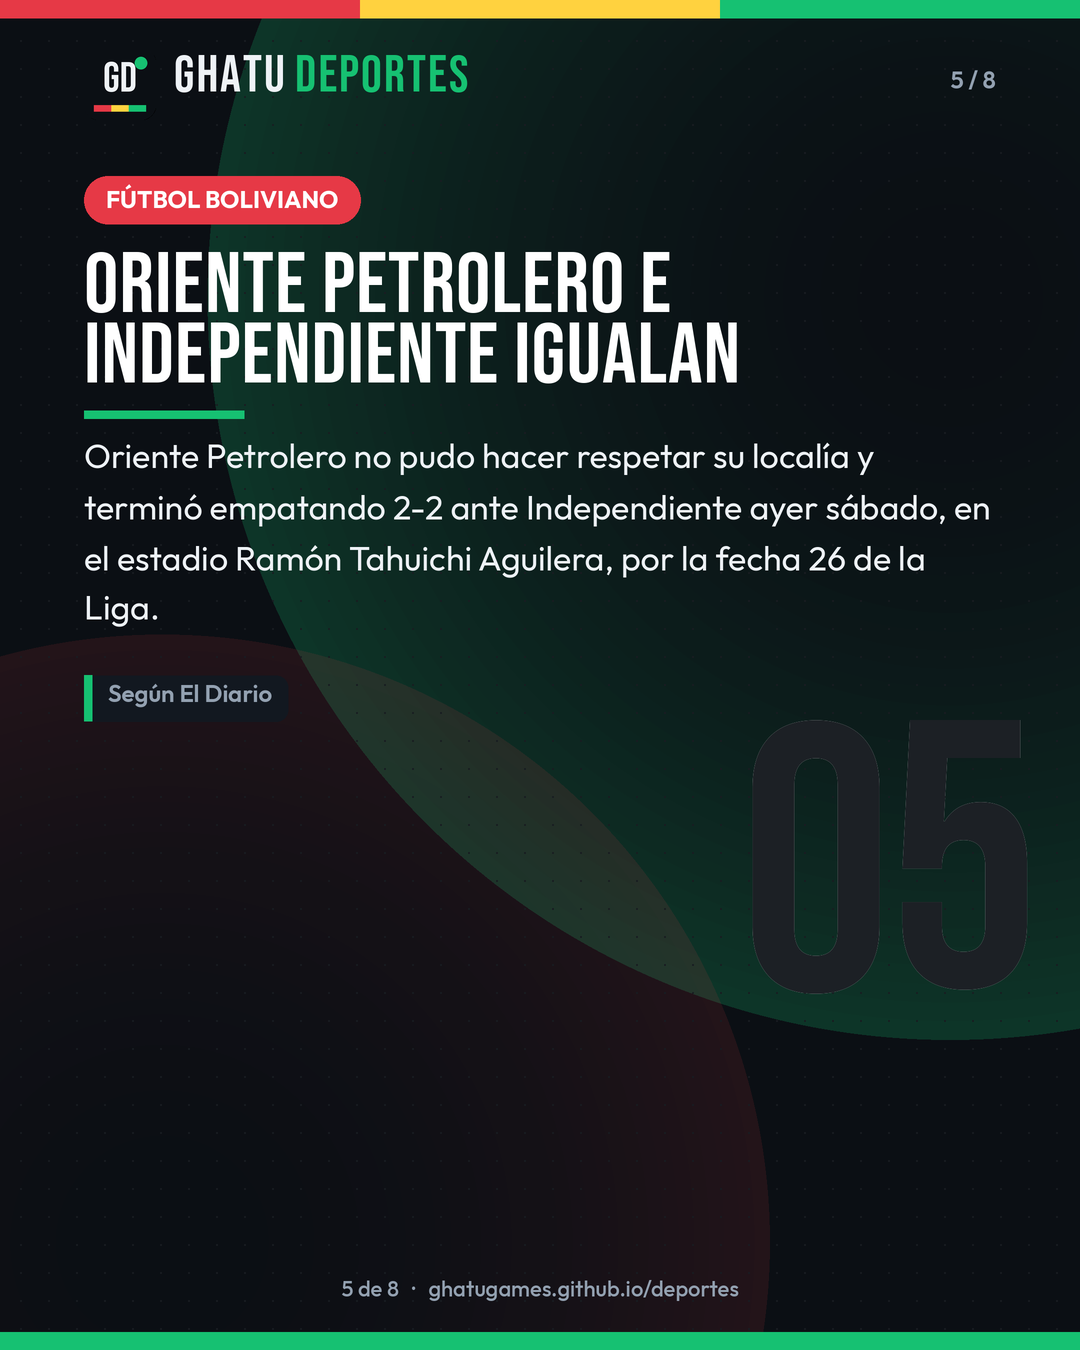 GD GHATU DEPORTES
5 / 8
FÚTBOL BOLIVIANO
ORIENTE PETROLERO E
INDEPENDIENTE IGUALAN
Oriente Petrolero no pudo hacer respetar su localía y
terminó empatando 2-2 ante Independiente ayer sábado, en
el estadio Ramón Tahuichi Aguilera, por la fecha 26 de la
Liga.
Según El Diario
05
5 de 8 · ghatugames.github.io/deportes